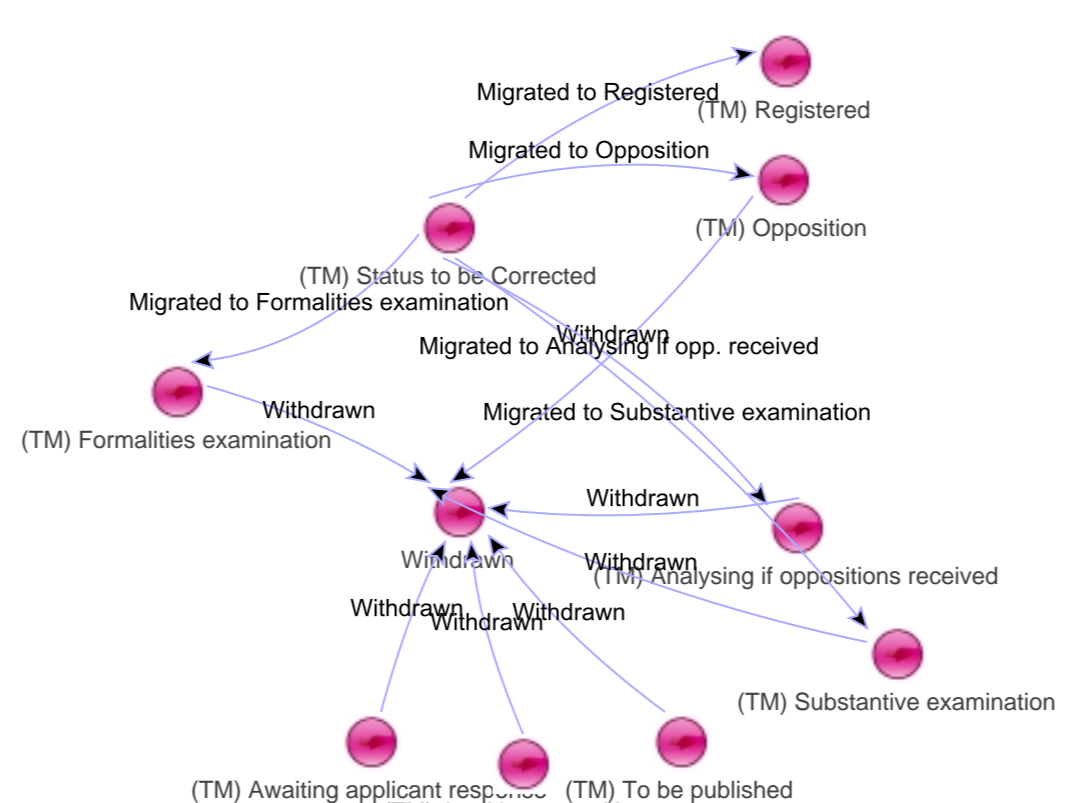 Migrated to Registered
(TM) Registered
Migrated to Opposition
(TM) Opposition
(TM) Status to be Corrected
Migrated to Formalities examination
Withdrawn
Migrated to Analysing if opp. received
Withdrawn
Migrated to Substantive examination
(TM) Formalities examination
Withdrawn
Withdrawn
Withdrawn
(TM) Analysing if oppositions received
Withdrawn
Withdrawn
Withdrawn
(TM) Substantive examination
(TM) Awaiting applicant response
(TM) To be published